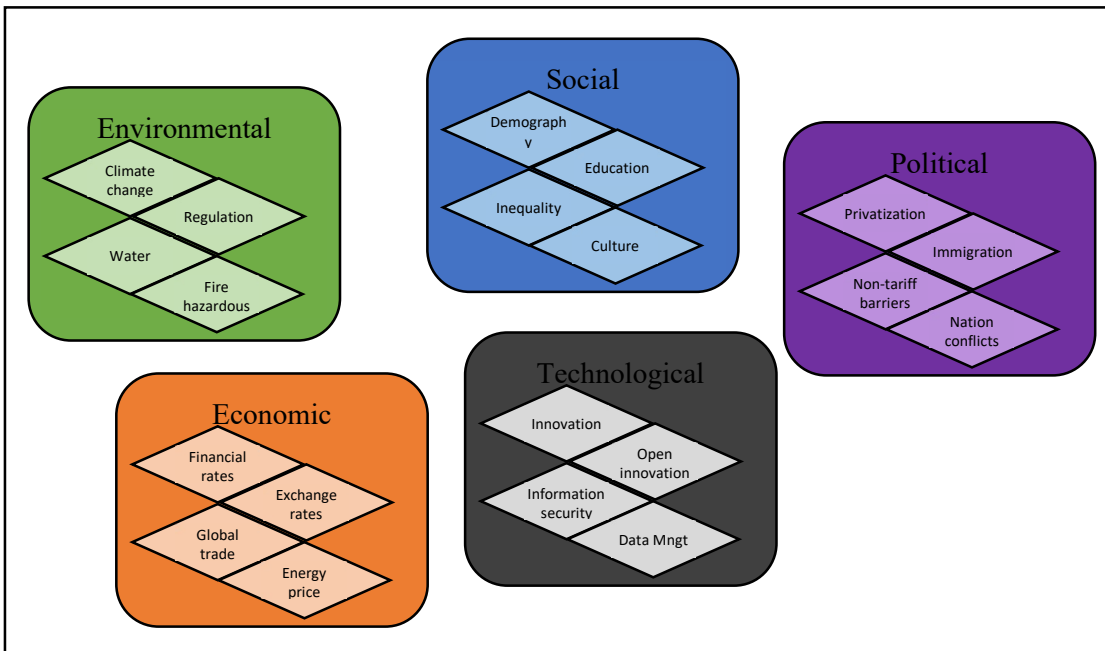 Environmental
Climate
change
Regulation
Water
Fire
hazardous
Social
Demograph
y
Education
Inequality
Culture
Political
Privatization
Immigration
Non-tariff
barriers
Nation
conflicts
Economic
Financial
rates
Exchange
rates
Global
trade
Energy
price
Technological
Innovation
Open
innovation
Information
security
Data Mngt